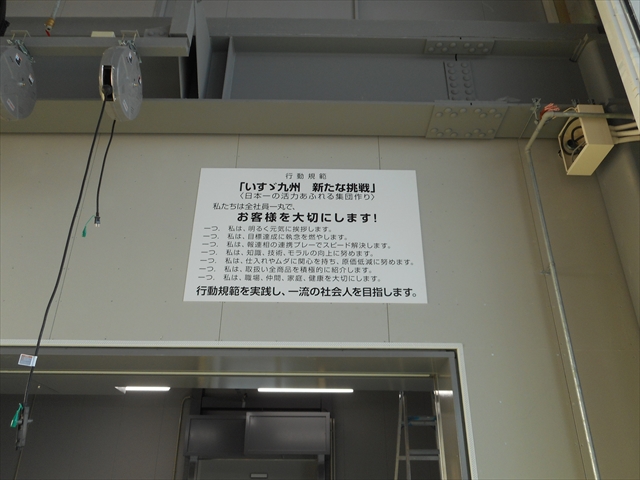 行動規範
「いすゞ九州 新たな挑戦」
〈日本一の活力あふれる集団作り〉
私たちは全社員一丸で、
お客様を大切にします!
一つ. 私は、明るく元気に挨拶します。
一つ. 私は、目標達成に執念を燃やします。
一つ. 私は、報連相の連携プレーでスピード解決します。
一つ. 私は、知識、技術、モラルの向上に努めます。
一つ. 私は、仕入れやムダに関心を持ち、原価低減に努めます。
一つ. 私は、取扱い全商品を積極的に紹介します。
一つ. 私は、職場、仲間、家庭、健康を大切にします。
行動規範を実践し、一流の社会人を目指します。